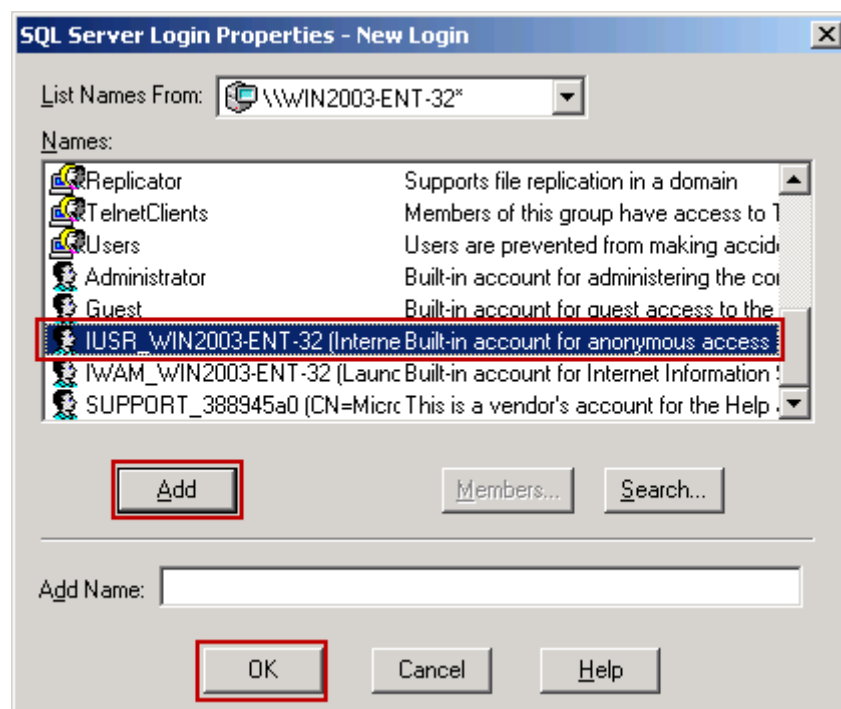 SQL Server Login Properties - New Login
List Names From: \\WIN2003-ENT-32*
Names:
Replicator Supports file replication in a domain
TelnetClients Members of this group have access to T
Users Users are prevented from making accid
Administrator Built-in account for administering the co
Guest Built-in account for guest access to the
IUSR_WIN2003-ENT-32 (Interne Built-in account for anonymous access
IWAM_WIN2003-ENT-32 (Launc Built-in account for Internet Information
SUPPORT_388945a0 (CN=Micrc This is a vendor's account for the Help
Add Members... Search...
Add Name:
OK Cancel Help